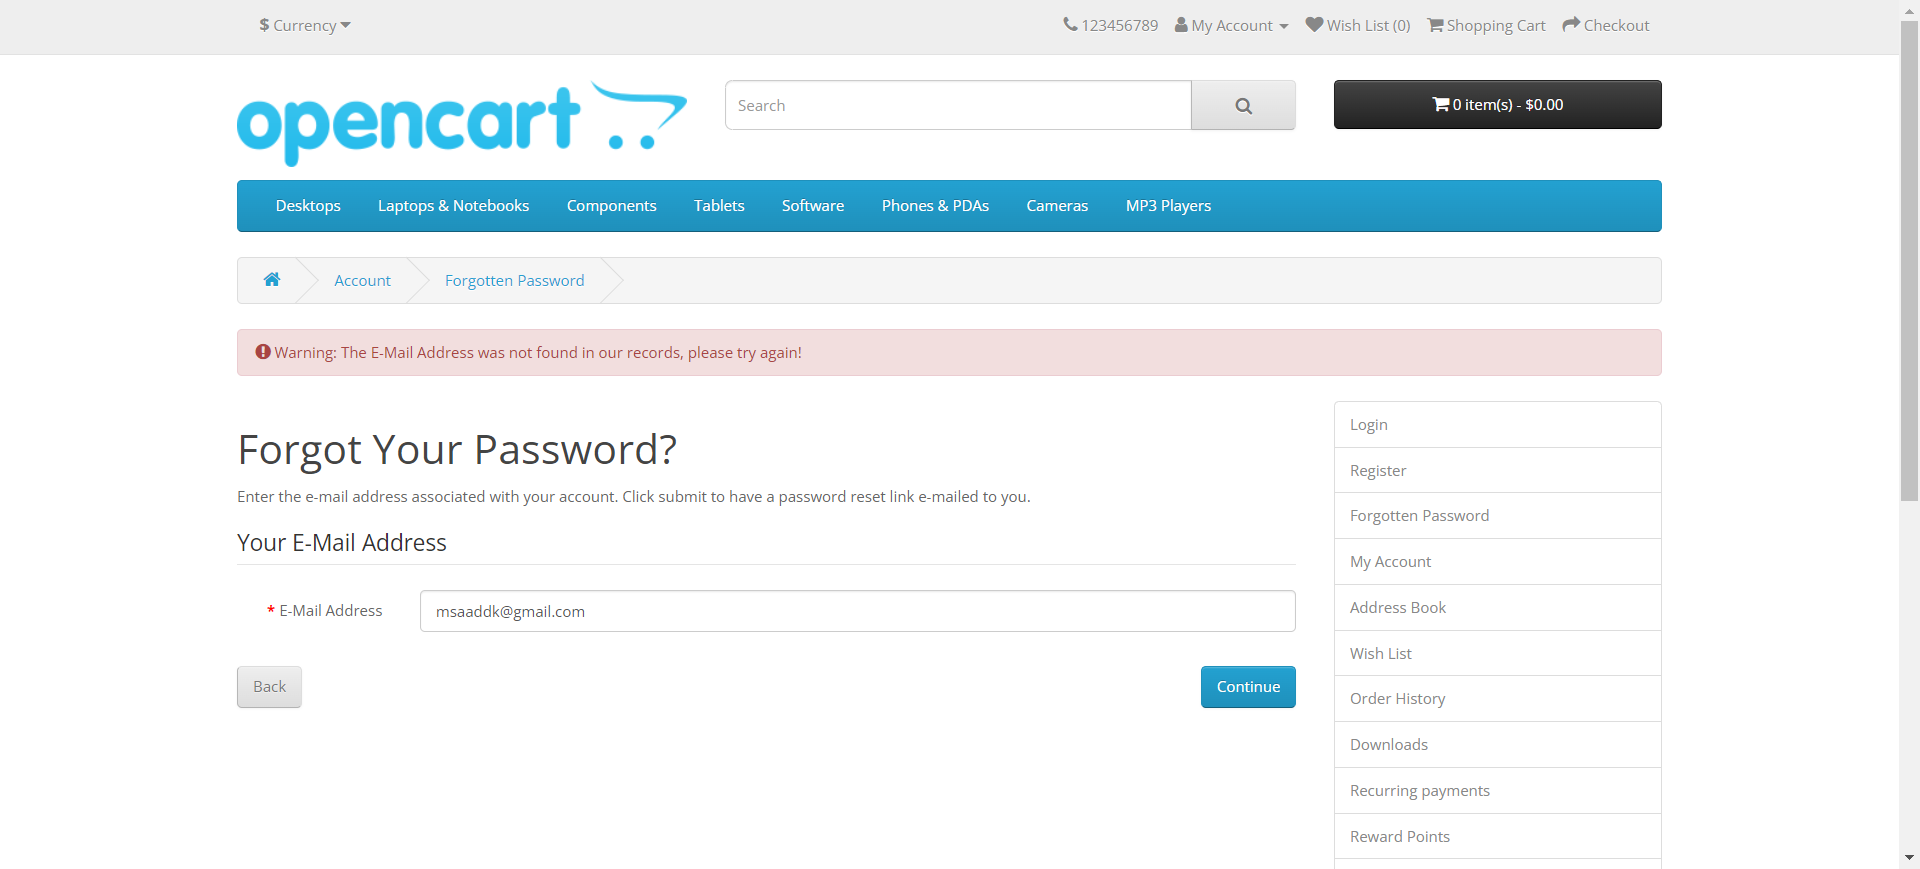 $ Currency
123456789 My Account Wish List (0) Shopping Cart Checkout
opencart
Search
0 item(s) - $0.00
Desktops Laptops & Notebooks Components Tablets Software Phones & PDAs Cameras MP3 Players
Account Forgotten Password
Warning: The E-Mail Address was not found in our records, please try again!
Forgot Your Password?
Enter the e-mail address associated with your account. Click submit to have a password reset link e-mailed to you.
Your E-Mail Address
* E-Mail Address
msaaddk@gmail.com
Back
Continue
Login
Register
Forgotten Password
My Account
Address Book
Wish List
Order History
Downloads
Recurring payments
Reward Points